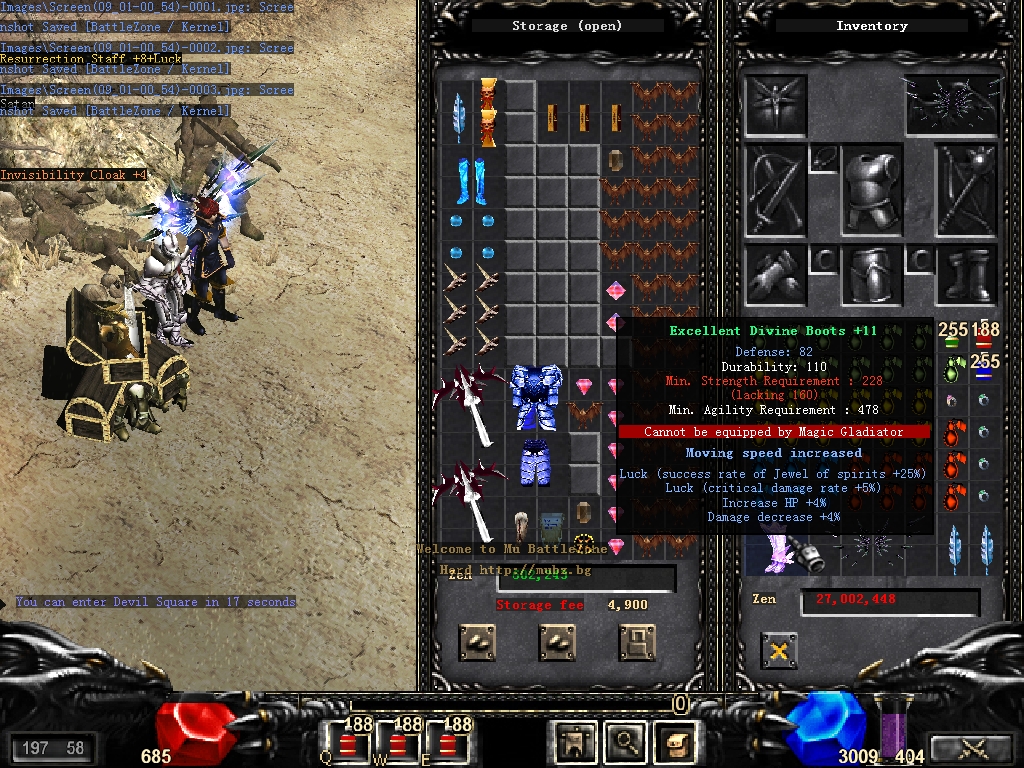 Images\Screen(09_01-00_54)-0001.jpg: Scree
nshot Saved [BattleZone / Kernel]
Images\Screen(09_01-00_54)-0002.jpg: Scree
Resurrection Staff +8+Luck
nshot Saved [BattleZone / Kernel]
Images\Screen(09_01-00_54)-0003.jpg: Scree
Satan
nshot Saved [BattleZone / Kernel]
Invisibility Cloak +4
You can enter Devil Square in 17 seconds
Storage (open)
Welcome to Mu BattleZone
Hard http://mubz.bg
Zen
Storage fee 4,900
Inventory
255 188
255
Excellent Divine Boots +11
Defense: 82
Durability: 110
Min. Strength Requirement : 228
(lacking 160)
Min. Agility Requirement : 478
Cannot be equipped by Magic Gladiator
Moving speed increased
Luck (success rate of Jewel of spirits +25%)
Luck (critical damage rate +5%)
Increase HP +4%
Damage decrease +4%
Zen 27,002,448
197 58
685
Q 188 W 188 E 188
0
3009 404